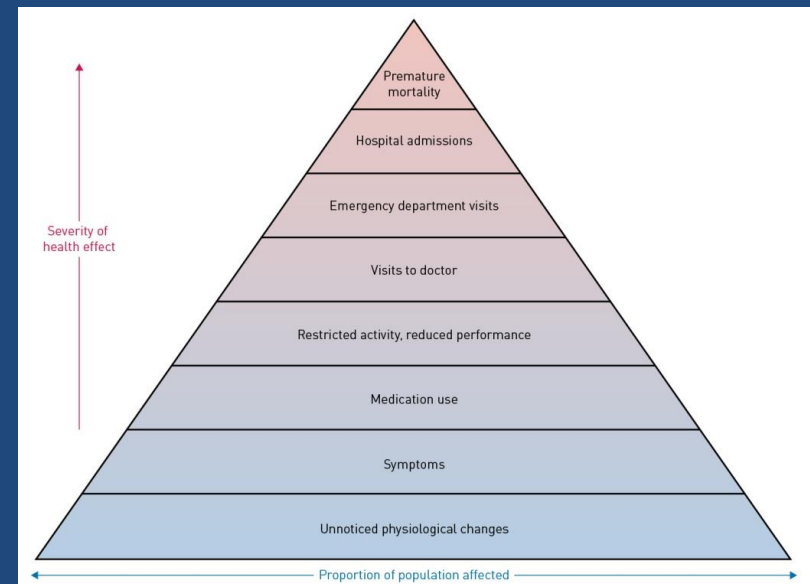 Premature
mortality
Hospital admissions
Emergency department visits
Severity of
health effect
Visits to doctor
Restricted activity, reduced performance
Medication use
Symptoms
Unnoticed physiological changes
Proportion of population affected